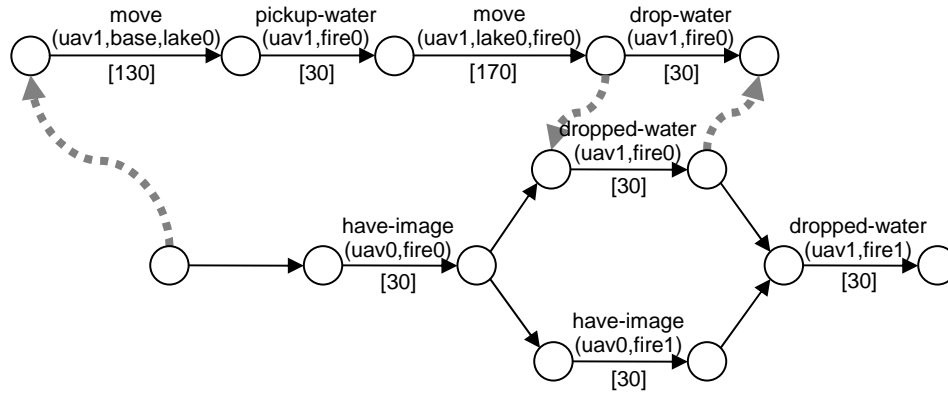 move
(uav1,base,lake0)
[130]
pickup-water
(uav1,fire0)
[30]
move
(uav1,lake0,fire0)
[170]
drop-water
(uav1,fire0)
[30]
dropped-water
(uav1,fire0)
[30]
have-image
(uav0,fire0)
[30]
dropped-water
(uav1,fire1)
[30]
have-image
(uav0,fire1)
[30]